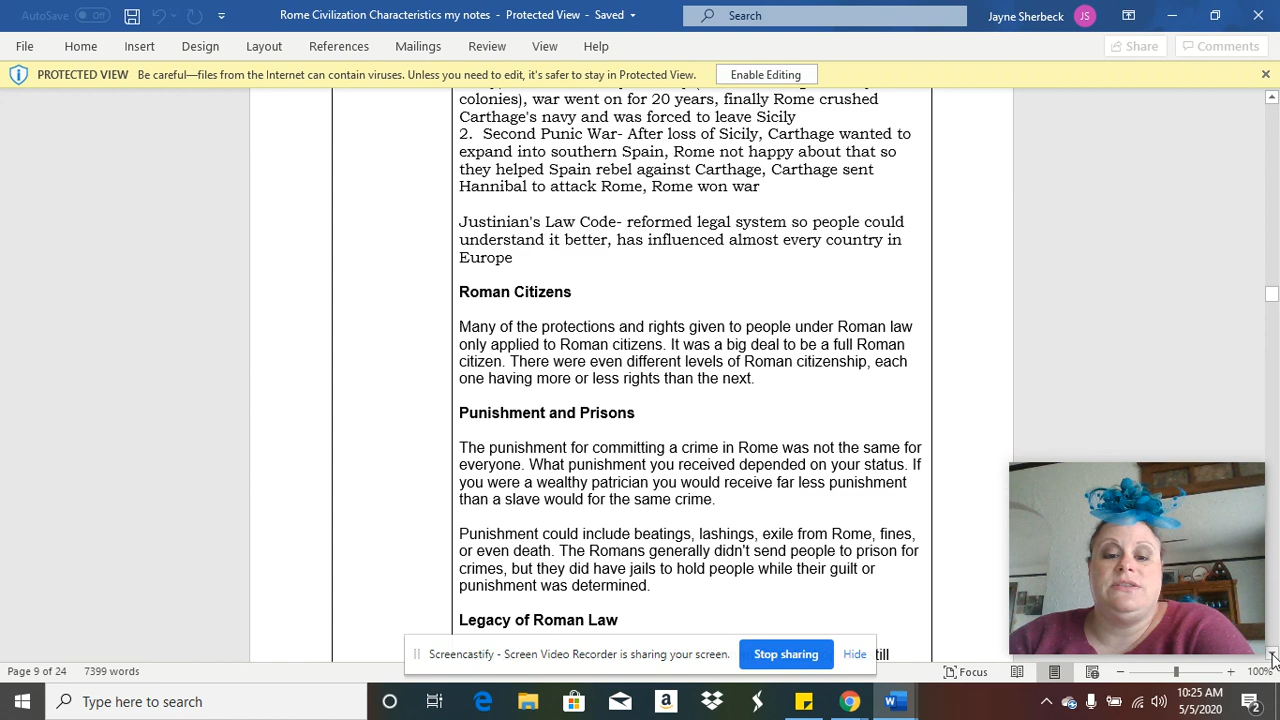 AutoSave Off
Rome Civilization Characteristics my notes - Protected View - Saved
Search
Jayne Sherbeck JS
File Home Insert Design Layout References Mailings Review View Help
Share Comments
PROTECTED VIEW Be careful—files from the Internet can contain viruses. Unless you need to edit, it's safer to stay in Protected View. Enable Editing
colonies), war went on for 20 years, finally Rome crushed
Carthage's navy and was forced to leave Sicily
2. Second Punic War- After loss of Sicily, Carthage wanted to
expand into southern Spain, Rome not happy about that so
they helped Spain rebel against Carthage, Carthage sent
Hannibal to attack Rome, Rome won war
Justinian's Law Code- reformed legal system so people could
understand it better, has influenced almost every country in
Europe
Roman Citizens
Many of the protections and rights given to people under Roman law
only applied to Roman citizens. It was a big deal to be a full Roman
citizen. There were even different levels of Roman citizenship, each
one having more or less rights than the next.
Punishment and Prisons
The punishment for committing a crime in Rome was not the same for
everyone. What punishment you received depended on your status. If
you were a wealthy patrician you would receive far less punishment
than a slave would for the same crime.
Punishment could include beatings, lashings, exile from Rome, fines,
or even death. The Romans generally didn't send people to prison for
crimes, but they did have jails to hold people while their guilt or
punishment was determined.
Legacy of Roman Law
till
Screencastify - Screen Video Recorder is sharing your screen. Stop sharing Hide
Page 9 of 24 7399 words Focus 100%
Type here to search
10:25 AM
5/5/2020
2